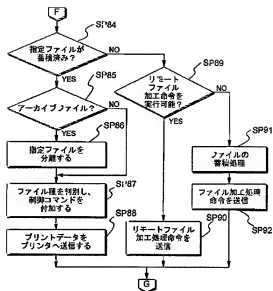 F
SP84
指定ファイルが
蓄積済み?
NO
YES
SP85
アーカイブファイル?
NO
YES
SP86
指定ファイルを
分離する
SP87
ファイル種を判別し、
制御コマンドを
付加する
SP88
プリントデータを
プリンタへ送信する
SP89
リモート
ファイル
加工命令を
実行可能?
NO
YES
SP90
リモートファイル
加工処理命令を
送信
SP91
ファイルの
蓄積処理
ファイル加工処理
命令を送信
SP92
G